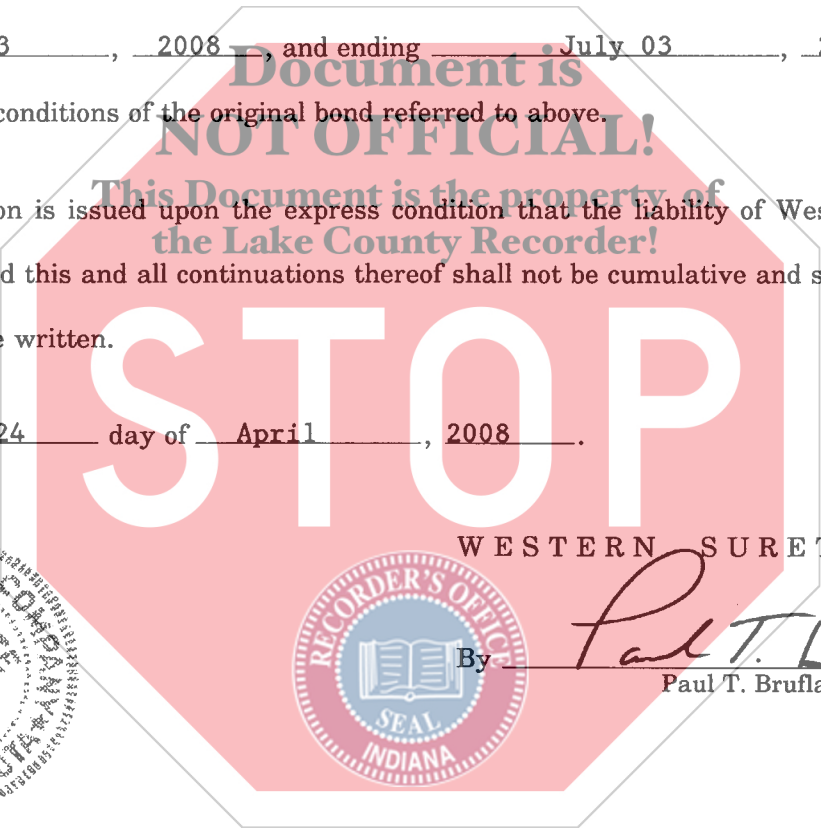 3, 2008, and ending July 03,
Document is
conditions of the original bond referred to above.
NOT OFFICIAL!
This Document is the property of
on is issued upon the express condition that the liability of Wes
the Lake County Recorder!
d this and all continuations thereof shall not be cumulative and s
e written.
STOP
24 day of April, 2008.
WESTERN SURET
RECORDER'S OFFICE
SEAL
INDIANA
COMPANY
By Paul T.
Paul T. Brufla